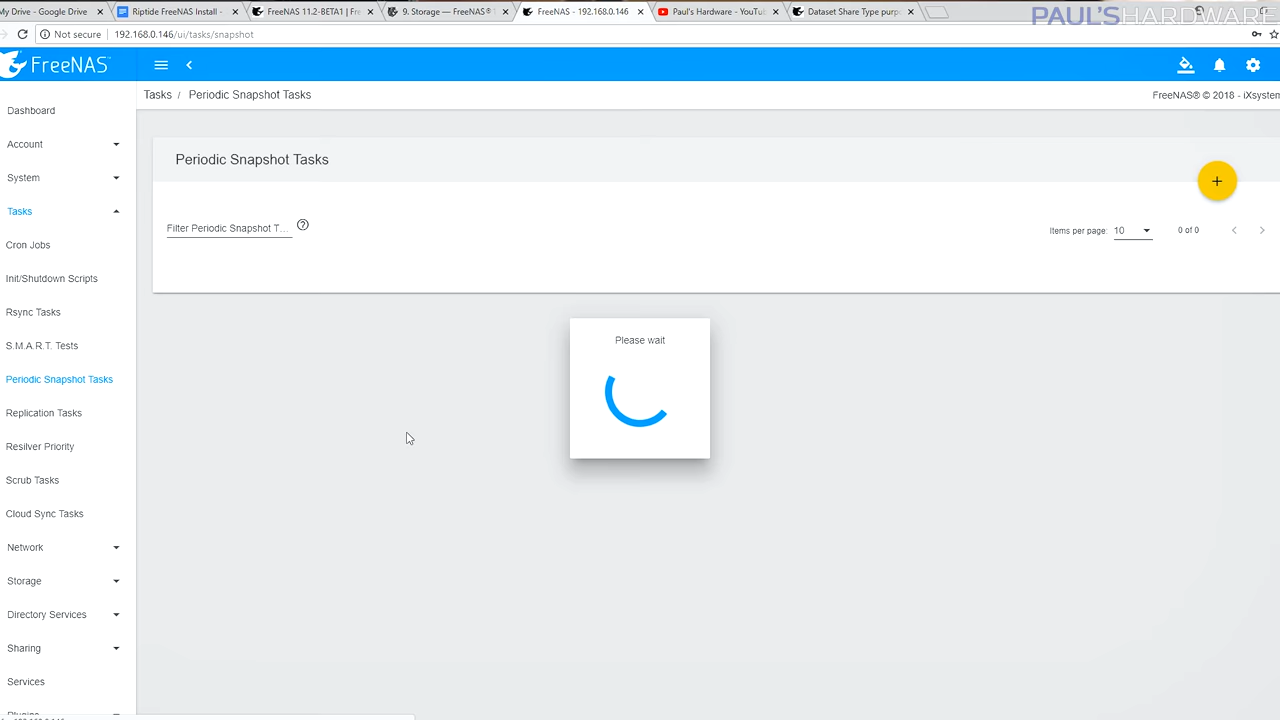 My Drive - Google Drive
Riptide FreeNAS Install -
FreeNAS 11.2-BETA1 | Fre
9. Storage — FreeNAS®
FreeNAS - 192.168.0.146
Paul's Hardware - YouTu
Dataset Share Type purp
PAUL'SHARDWARE
Not secure
192.168.0.146/ui/tasks/snapshot
FreeNAS
Tasks / Periodic Snapshot Tasks
FreeNAS® © 2018 - iXsystem
Dashboard
Account
System
Tasks
Cron Jobs
Init/Shutdown Scripts
Rsync Tasks
S.M.A.R.T. Tests
Periodic Snapshot Tasks
Replication Tasks
Resilver Priority
Scrub Tasks
Cloud Sync Tasks
Network
Storage
Directory Services
Sharing
Services
Plugins
Periodic Snapshot Tasks
+
Filter Periodic Snapshot T...
Items per page: 10
0 of 0
Please wait